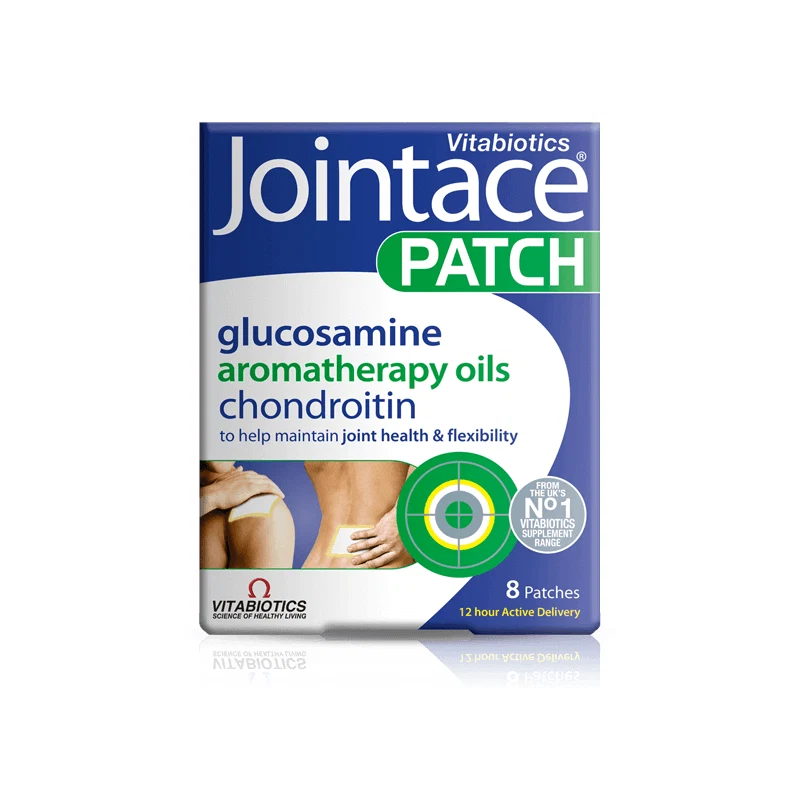 Vitabiotics
Jointace®
PATCH
glucosamine
aromatherapy oils
chondroitin
to help maintain joint health & flexibility
FROM
THE UK'S
Nº1
VITABIOTICS
SUPPLEMENT
RANGE
8 Patches
12 hour Active Delivery
VITABIOTICS
SCIENCE OF HEALTHY LIVING